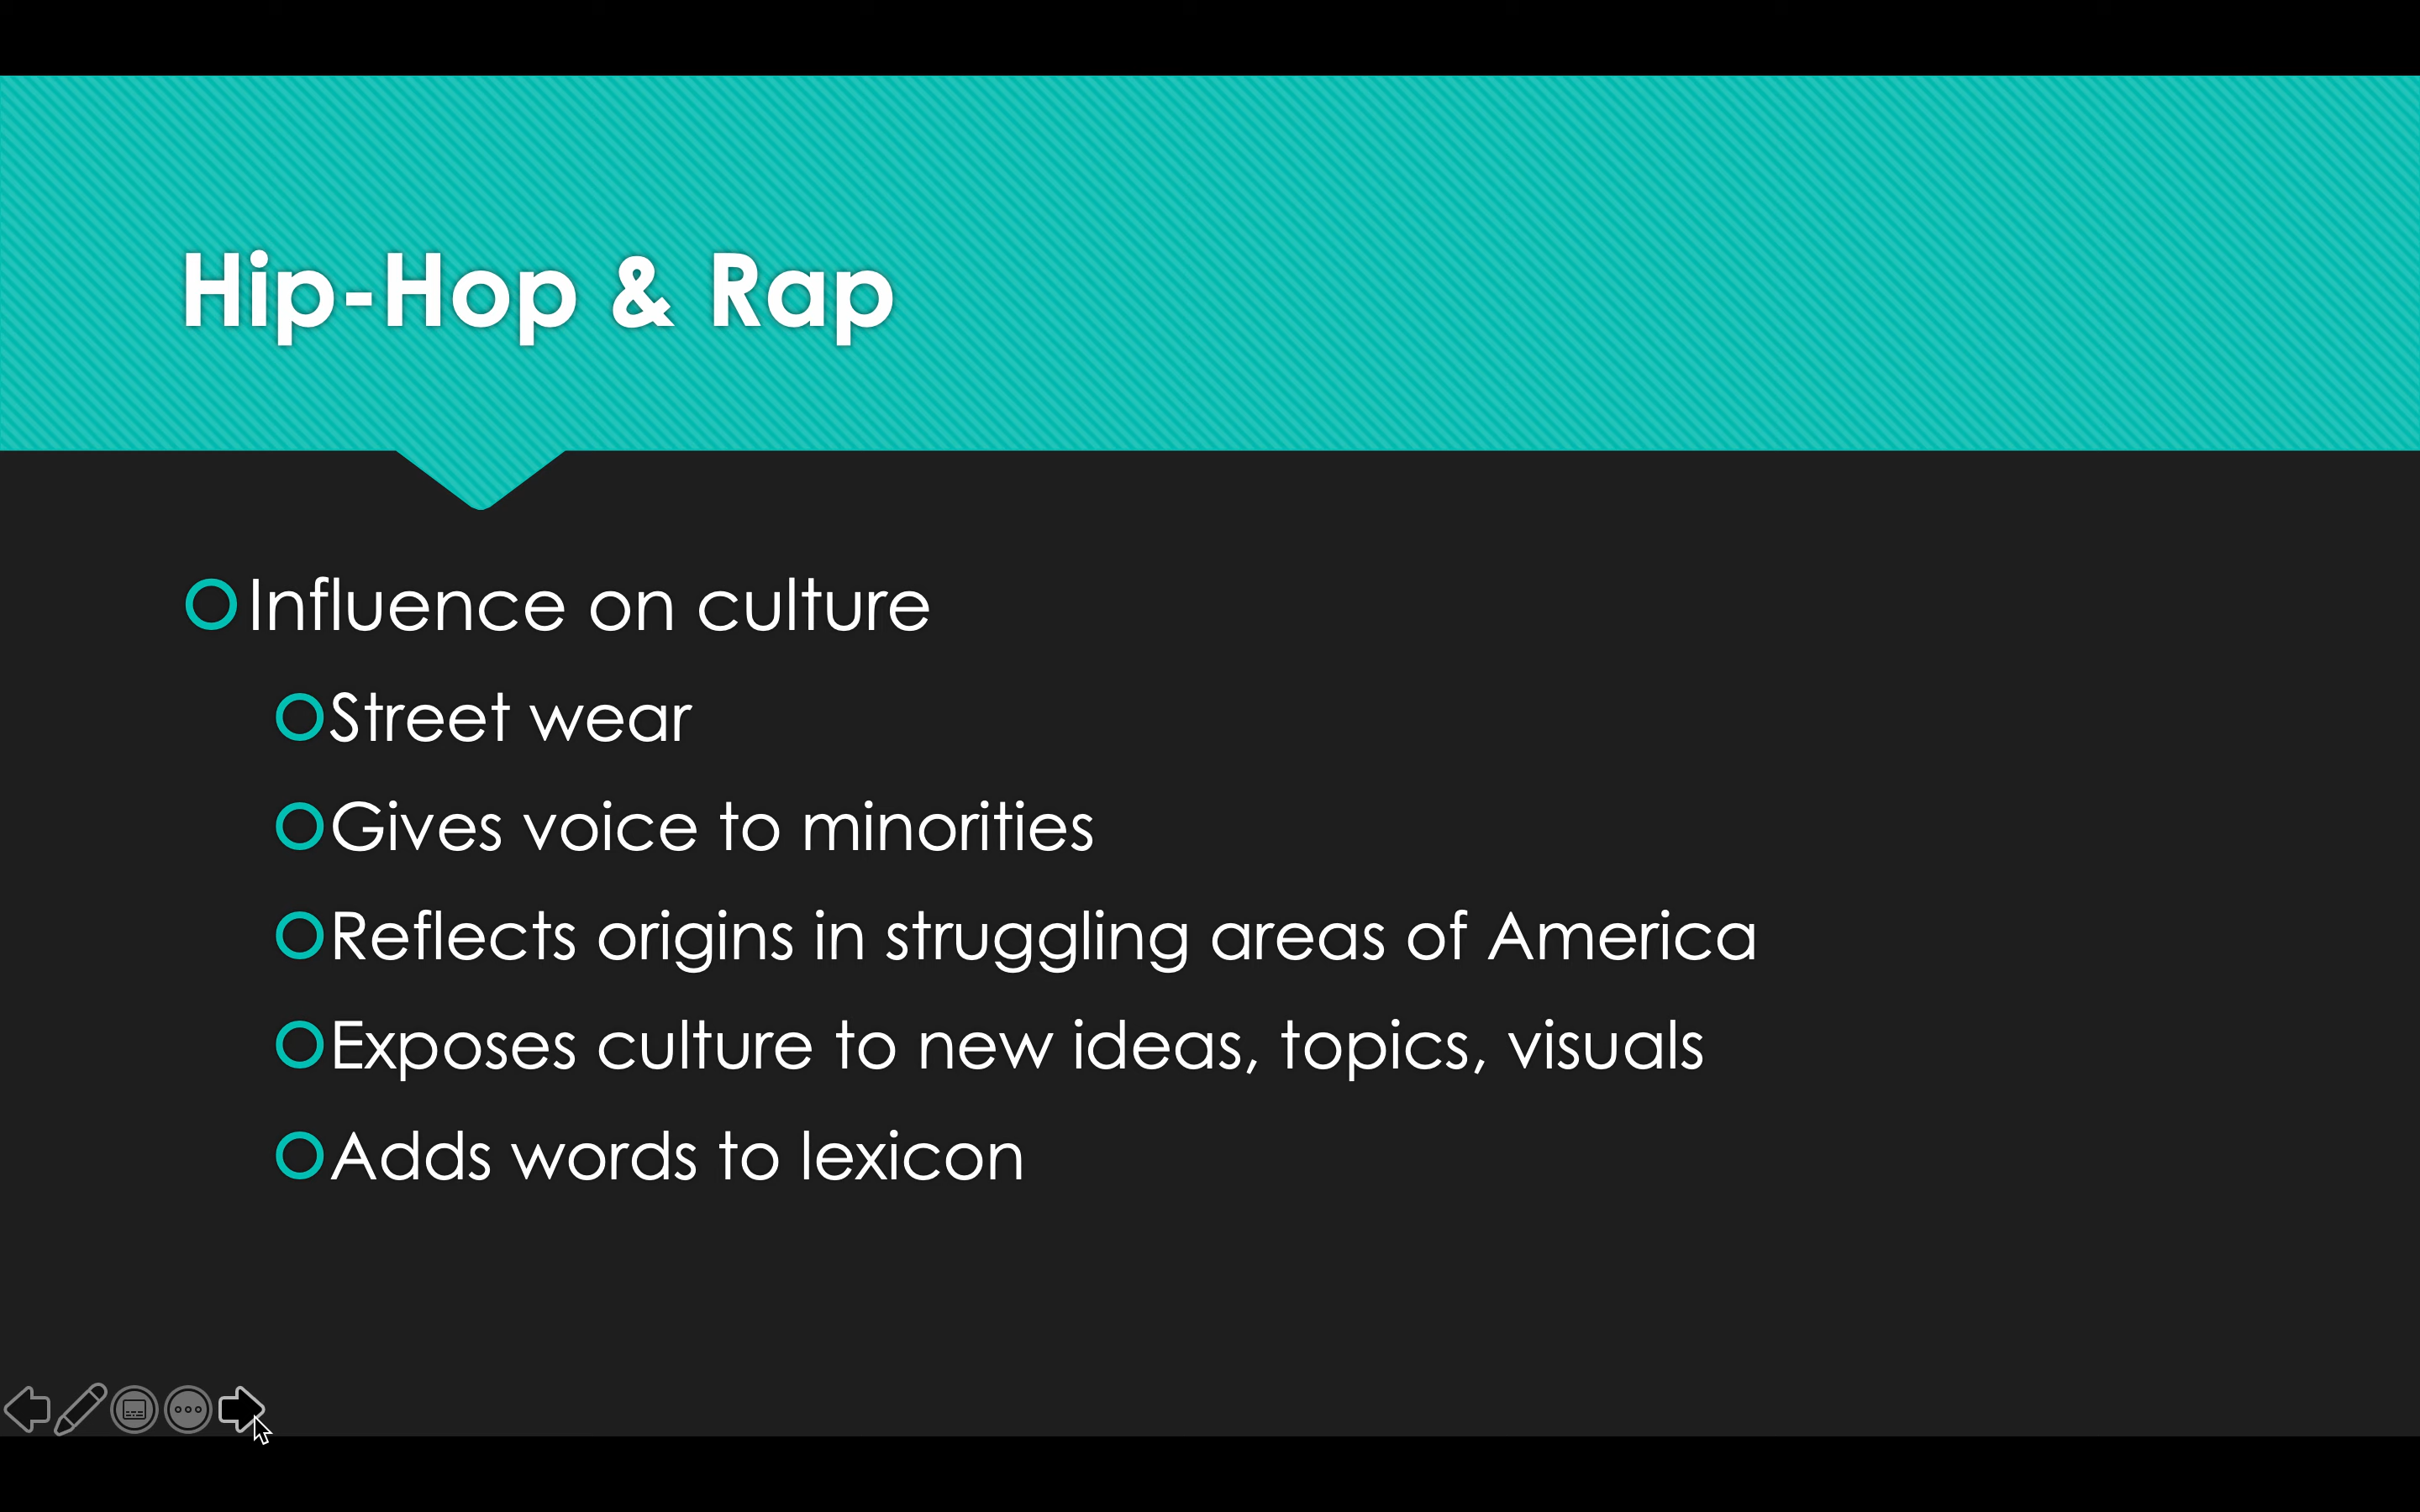 Hip-Hop & Rap
Influence on culture
Street wear
Gives voice to minorities
Reflects origins in struggling areas of America
Exposes culture to new ideas, topics, visuals
Adds words to lexicon